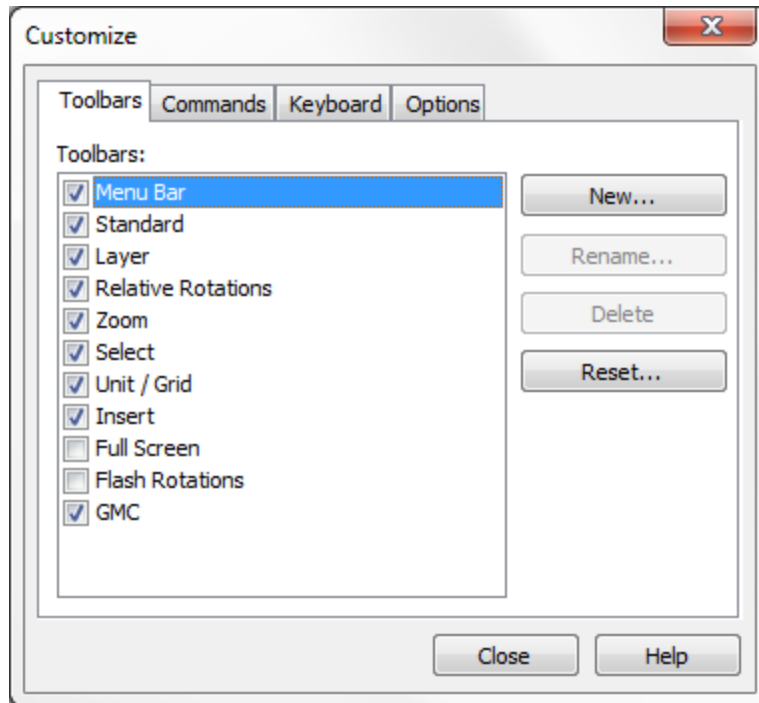 Customize
Toolbars Commands Keyboard Options
Toolbars:
Menu Bar
Standard
Layer
Relative Rotations
Zoom
Select
Unit / Grid
Insert
Full Screen
Flash Rotations
GMC
New...
Rename...
Delete
Reset...
Close Help